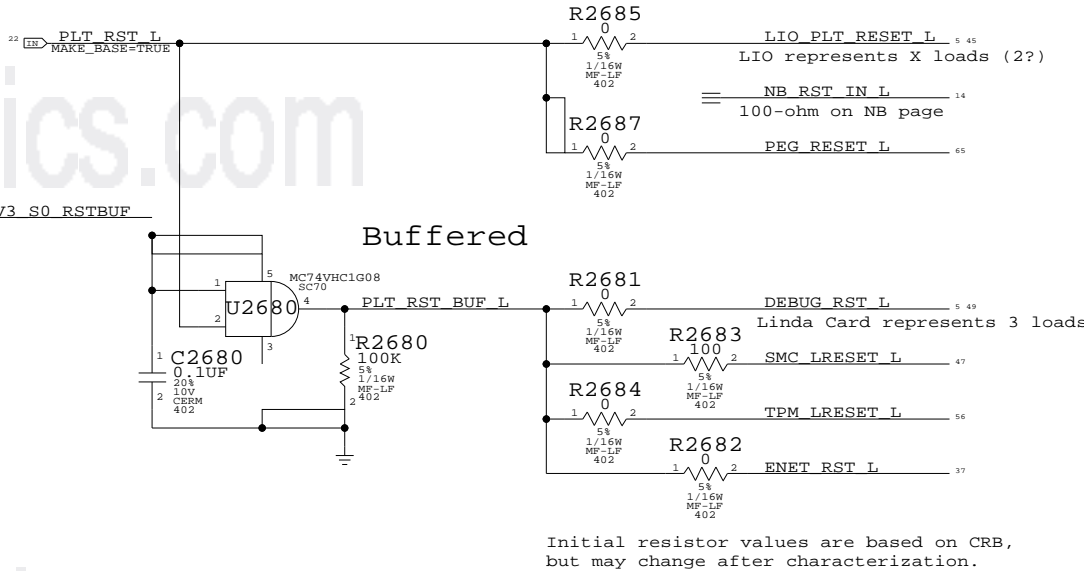 R2685
0
22 IN PLT_RST_L
MAKE_BASE=TRUE
1 2
5%
1/16W
MF-LF
402
LIO_PLT_RESET_L 5 45
LIO represents X loads (2?)
NB_RST_IN_L 14
100-ohm on NB page
R2687
0
1 2
5%
1/16W
MF-LF
402
PEG_RESET_L 65
ics.com
V3_S0_RSTBUF
Buffered
5 MC74VHC1G08
SC70
1
2
U2680
4
3
PLT_RST_BUF_L
C2680
0.1UF
20%
10V
CERM
402
1
2
R2680
100K
5%
1/16W
MF-LF
402
1
2
R2681
0
1 2
5%
1/16W
MF-LF
402
DEBUG_RST_L 5 49
Linda Card represents 3 loads
R2683
100
1 2
5%
1/16W
MF-LF
402
SMC_LRESET_L 47
R2684
0
1 2
5%
1/16W
MF-LF
402
TPM_LRESET_L 56
R2682
0
1 2
5%
1/16W
MF-LF
402
ENET_RST_L 37
Initial resistor values are based on CRB,
but may change after characterization.